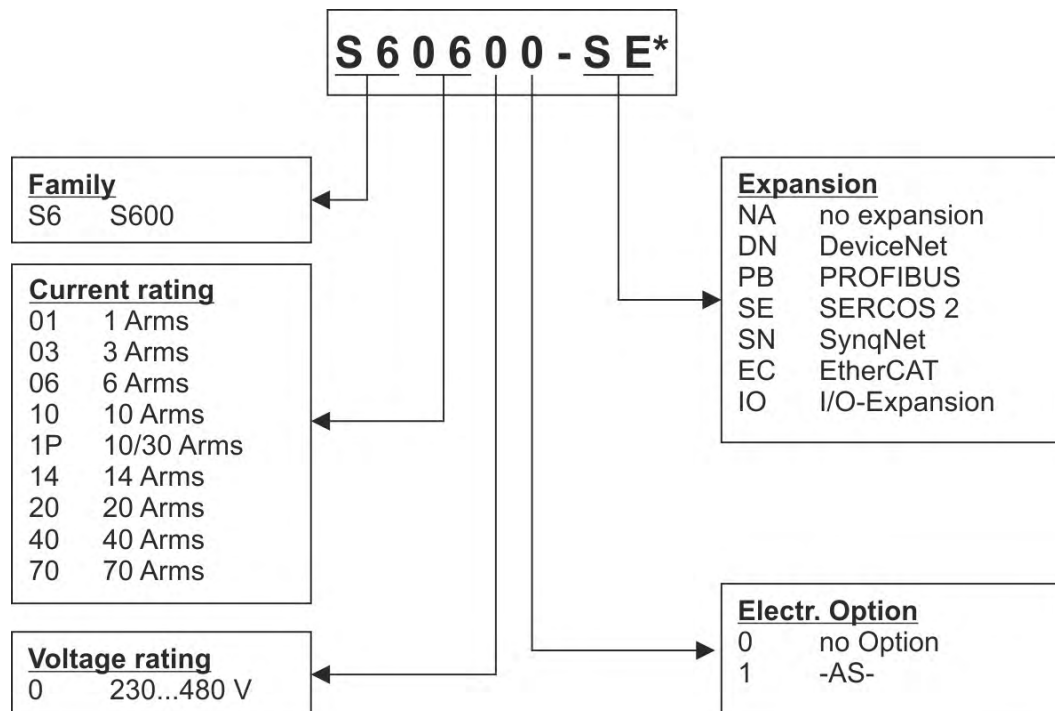 S 6 0 6 0 0 - S E*
Family
S6 S600
Current rating
01 1 Arms
03 3 Arms
06 6 Arms
10 10 Arms
1P 10/30 Arms
14 14 Arms
20 20 Arms
40 40 Arms
70 70 Arms
Voltage rating
0 230...480 V
Expansion
NA no expansion
DN DeviceNet
PB PROFIBUS
SE SERCOS 2
SN SynqNet
EC EtherCAT
IO I/O-Expansion
Electr. Option
0 no Option
1 -AS-